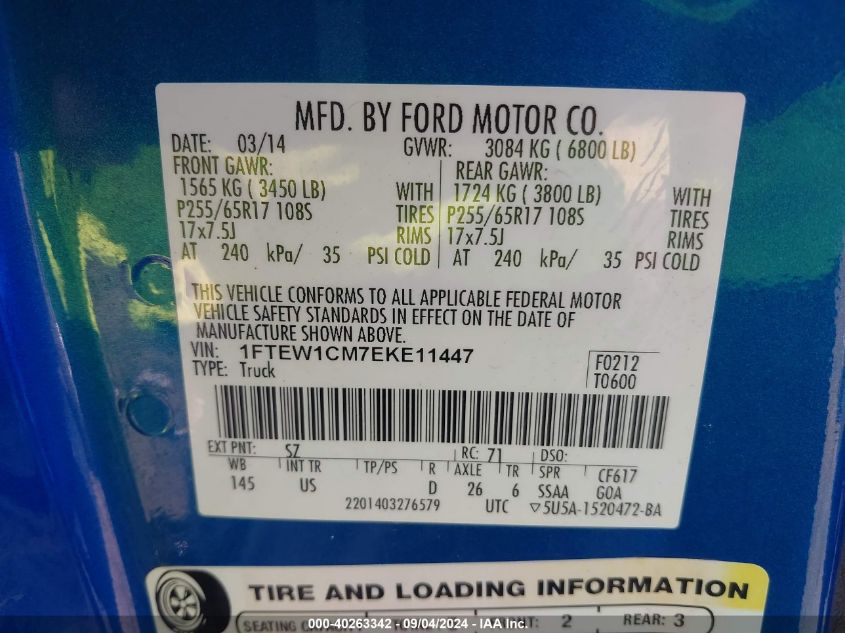 MFD. BY FORD MOTOR CO.
DATE: 03/14 GVWR: 3084 KG ( 6800 LB)
FRONT GAWR: REAR GAWR:
1565 KG ( 3450 LB) WITH 1724 KG ( 3800 LB) WITH
P255/65R17 108S TIRES P255/65R17 108S TIRES
17x7.5J RIMS 17x7.5J RIMS
AT 240 kPa/ 35 PSI COLD AT 240 kPa/ 35 PSI COLD
THIS VEHICLE CONFORMS TO ALL APPLICABLE FEDERAL MOTOR
VEHICLE SAFETY STANDARDS IN EFFECT ON THE DATE OF
MANUFACTURE SHOWN ABOVE.
VIN: 1FTEW1CM7EKE11447 F0212
TYPE: Truck T0600
EXT PNT: SZ RC: 71 DSO:
WB INT TR TP/PS R AXLE TR SPR CF617
145 US D 26 6 SSAA GOA
2201403276579 UTC ▽5U5A-1520472-BA
TIRE AND LOADING INFORMATION
SEATING 2 REAR: 3
000-40263342 - 09/04/2024 - IAA Inc.